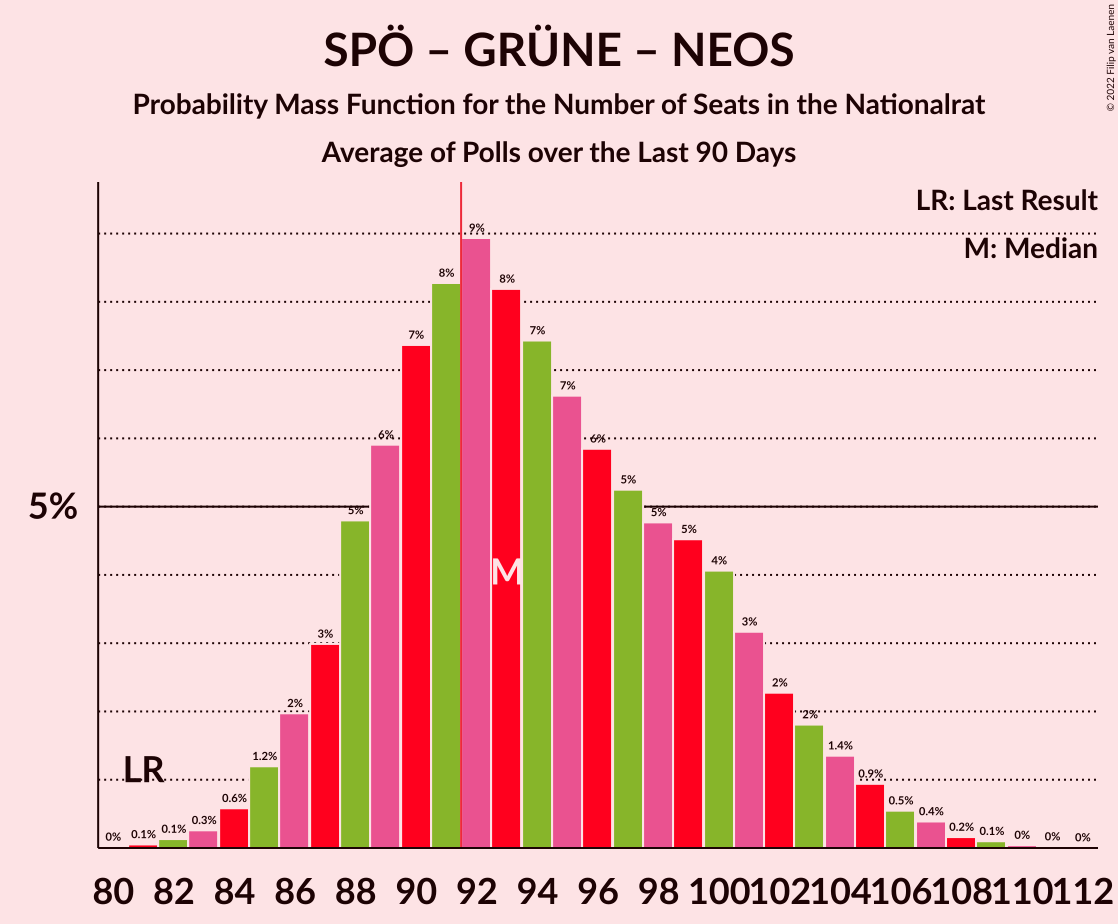 SPÖ – GRÜNE – NEOS
Probability Mass Function for the Number of Seats in the Nationalrat
Average of Polls over the Last 90 Days
© 2022 Filip van Laenen
LR: Last Result
M: Median
5%
LR
M
0% 0.1% 0.1% 0.3% 0.6% 1.2% 2% 3% 5% 6% 7% 8% 9% 8% 7% 7% 6% 5% 5% 5% 4% 3% 2% 2% 1.4% 0.9% 0.5% 0.4% 0.2% 0.1% 0% 0% 0%
80 82 84 86 88 90 92 94 96 98 100 102 104 106 108 110 112